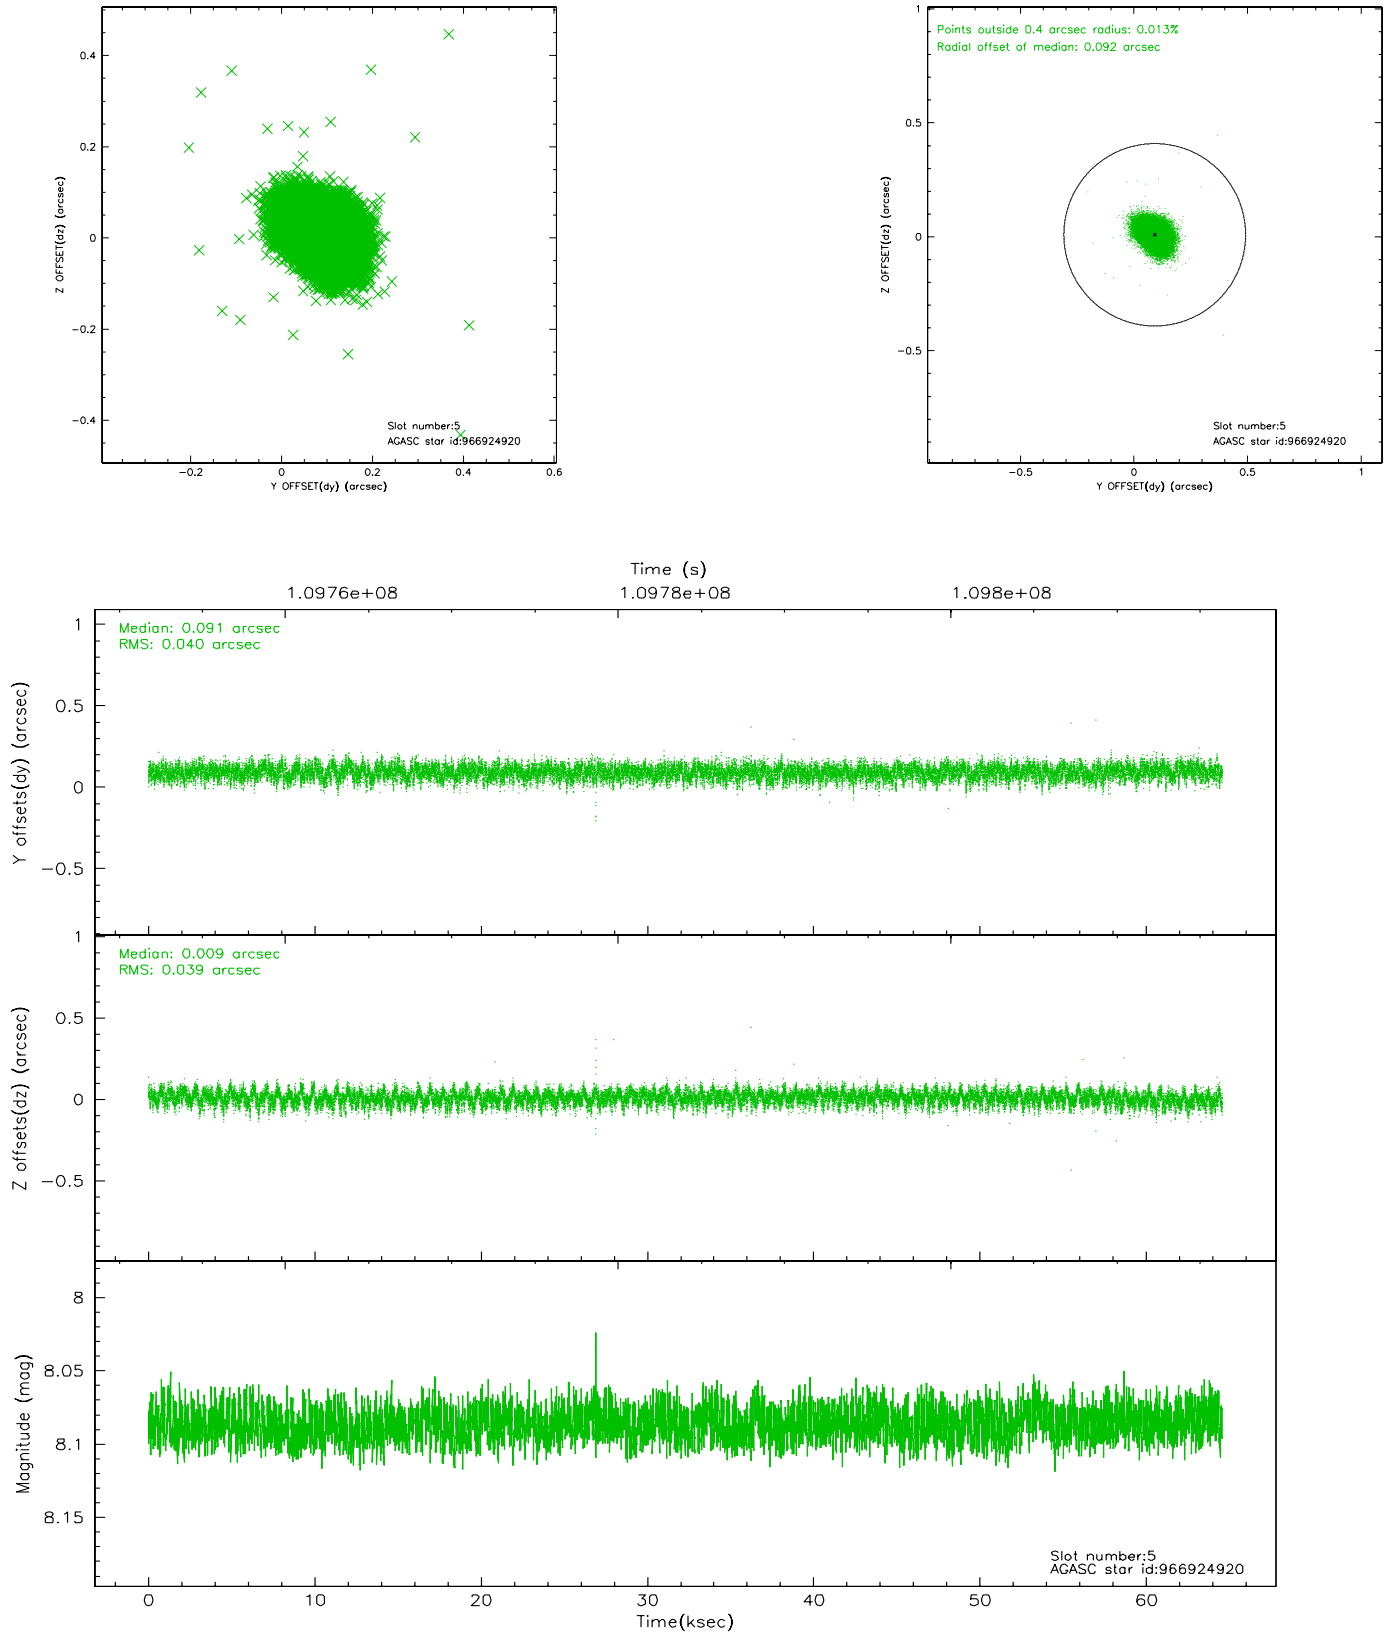 0.4
0.2
0
−0.2
−0.4
Z OFFSET(dz) (arcsec)
Slot number:5
AGASC star id:966924920
−0.2 0 0.2 0.4 0.6
Y OFFSET(dy) (arcsec)
Points outside 0.4 arcsec radius: 0.013%
Radial offset of median: 0.092 arcsec
1
0.5
0
−0.5
Z OFFSET(dz) (arcsec)
Slot number:5
AGASC star id:966924920
−0.5 0 0.5 1
Y OFFSET(dy) (arcsec)
Time (s)
1.0976e+08 1.0978e+08 1.098e+08
Median: 0.091 arcsec
RMS: 0.040 arcsec
1
0.5
0
−0.5
Y offsets(dy) (arcsec)
Median: 0.009 arcsec
RMS: 0.039 arcsec
1
0.5
0
−0.5
Z offsets(dz) (arcsec)
8
8.05
8.1
8.15
Magnitude (mag)
Slot number:5
AGASC star id:966924920
0 10 20 30 40 50 60
Time(ksec)